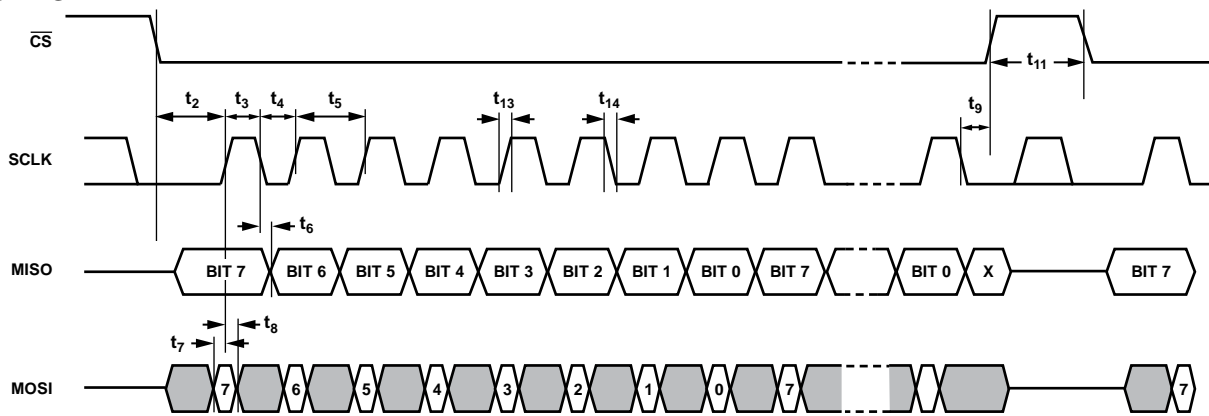 CS
t11
t2 t3 t4 t5 t13 t14 t9
SCLK
t6
MISO BIT 7 BIT 6 BIT 5 BIT 4 BIT 3 BIT 2 BIT 1 BIT 0 BIT 7 BIT 0 X BIT 7
t7 t8
MOSI 7 6 5 4 3 2 1 0 7 7